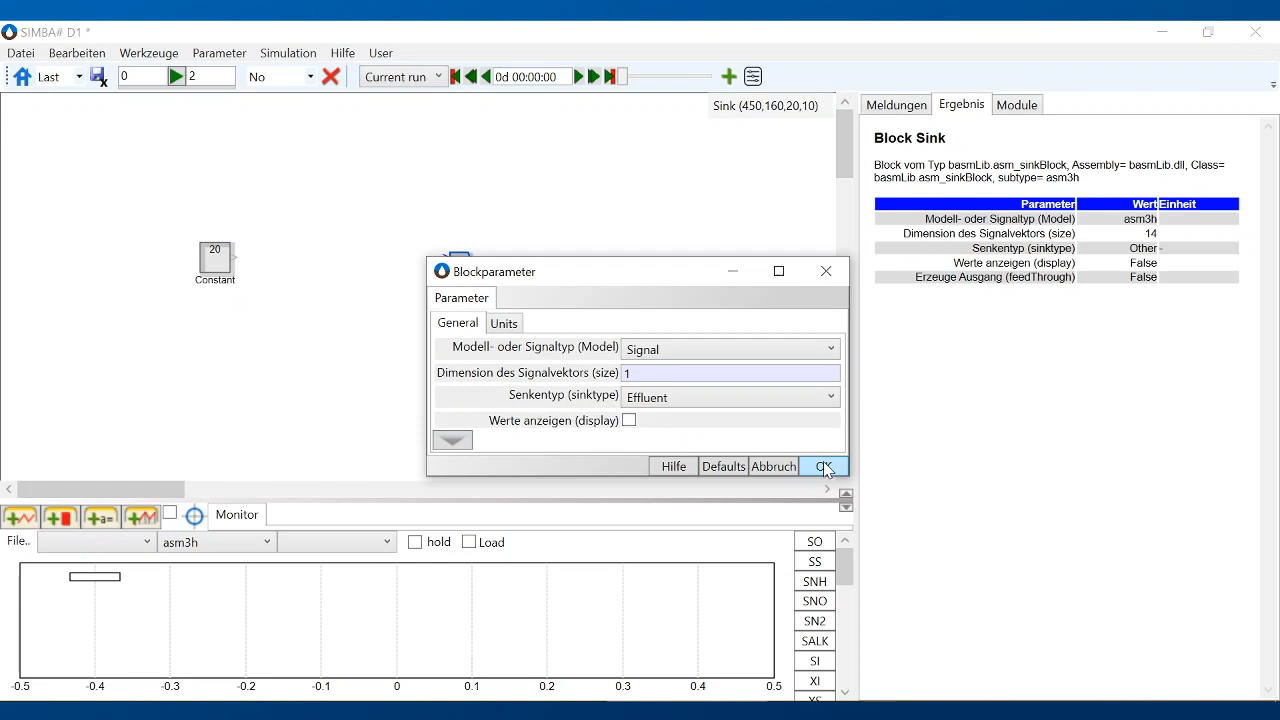 SIMBA# D1 *
Datei Bearbeiten Werkzeuge Parameter Simulation Hilfe User
Last 0 2 No Current run 0d 00:00:00
Sink (450,160,20,10)
20
Constant
Meldungen Ergebnis Module
Block Sink
Block vom Typ basmLib.asm_sinkBlock, Assembly= basmLib.dll, Class=
basmLib.asm_sinkBlock, subtype= asm3h
Parameter Wert Einheit
Modell- oder Signaltyp (Model) asm3h
Dimension des Signalvektors (size) 14
Senkentyp (sinktype) Other -
Werte anzeigen (display) False
Erzeuge Ausgang (feedThrough) False
Blockparameter
Parameter
General Units
Modell- oder Signaltyp (Model) Signal
Dimension des Signalvektors (size) 1
Senkentyp (sinktype) Effluent
Werte anzeigen (display)
Hilfe Defaults Abbruch
Monitor
File.. asm3h hold Load
SO
SS
SNH
SNO
SN2
SALK
SI
XI
-0.5 -0.4 -0.3 -0.2 -0.1 0 0.1 0.2 0.3 0.4 0.5